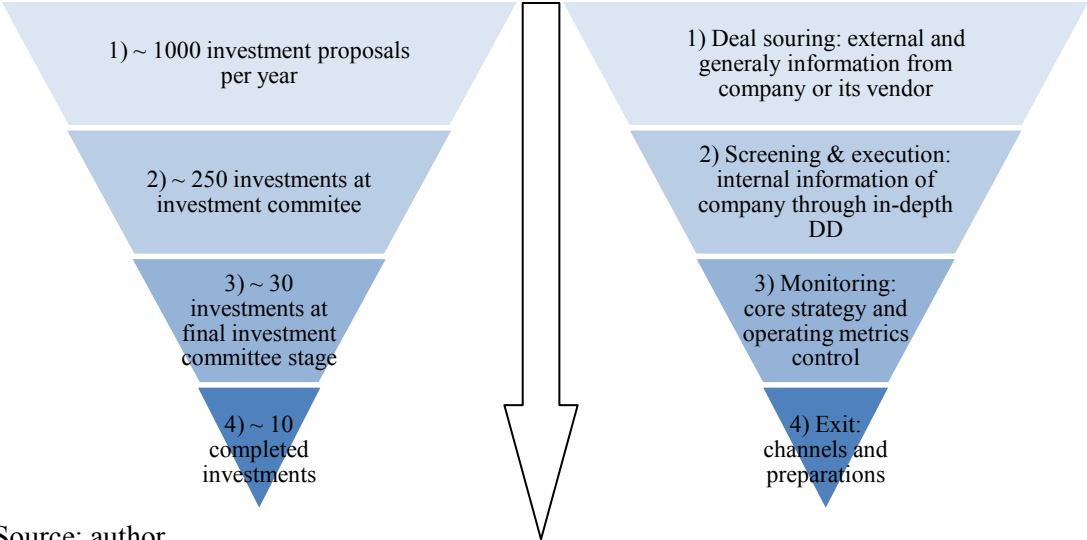 1) ~ 1000 investment proposals
per year
2) ~ 250 investments at
investment commitee
3) ~ 30
investments at
final investment
committee stage
4) ~ 10
completed
investments
1) Deal souring: external and
generaly information from
company or its vendor
2) Screening & execution:
internal information of
company through in-depth
DD
3) Monitoring:
core strategy and
operating metrics
control
4) Exit:
channels and
preparations
Source: author